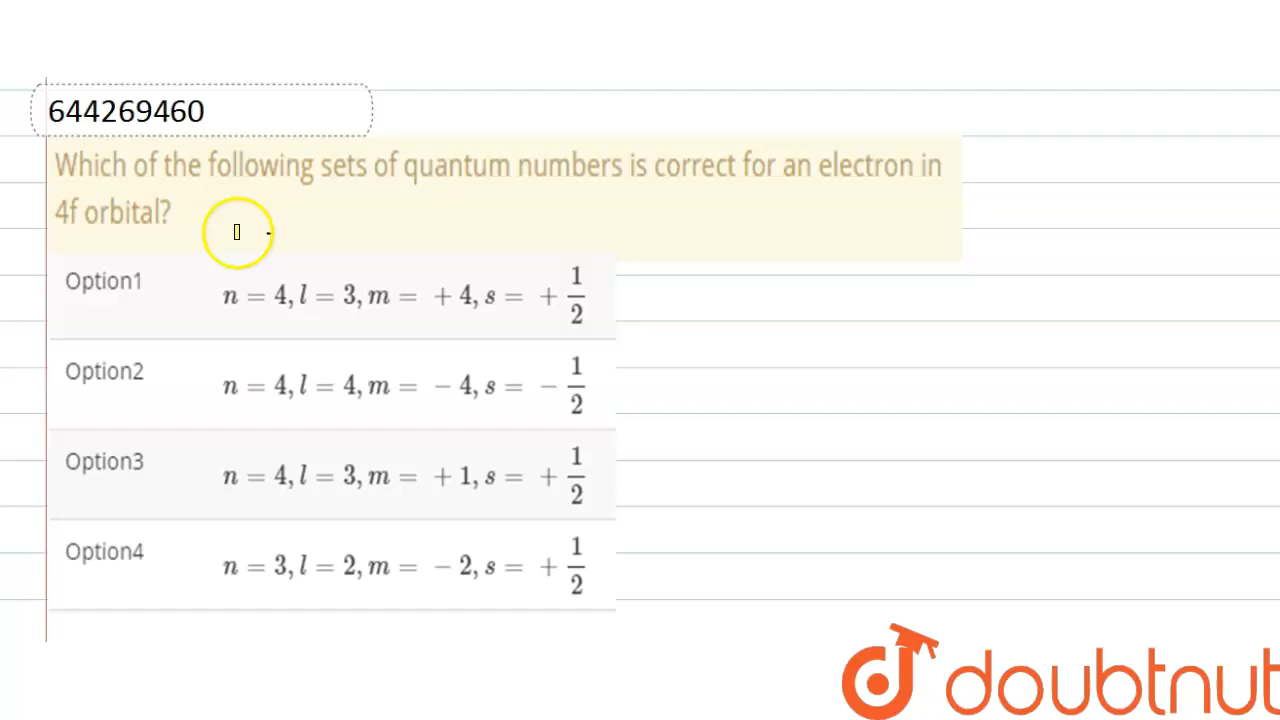 644269460
Which of the following sets of quantum numbers is correct for an electron in
4f orbital?
Option1 n = 4, l = 3, m = + 4, s = + 1/2
Option2 n = 4, l = 4, m = − 4, s = − 1/2
Option3 n = 4, l = 3, m = + 1, s = + 1/2
Option4 n = 3, l = 2, m = − 2, s = + 1/2
doubtnut